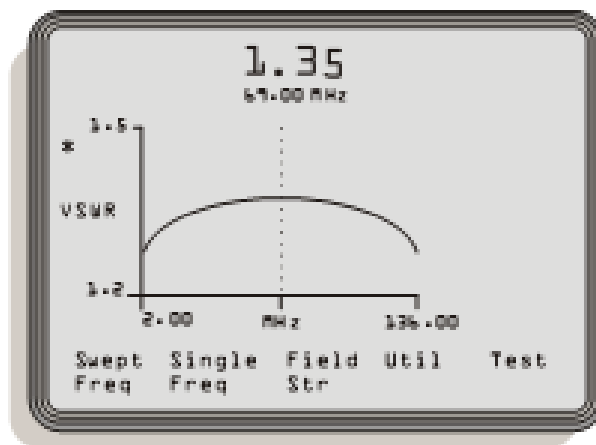 1.35
69.00 MHz
1.5
*
VSWR
1.2
2.00 MHz 136.00
Swept Single Field Util Test
Freq Freq Str